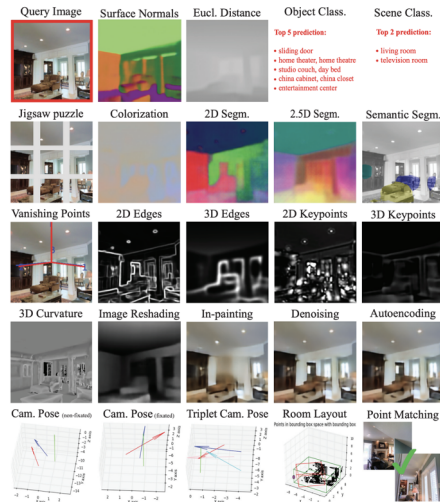 Query Image
Surface Normals
Eucl. Distance
Object Class.
Scene Class.
Top 5 prediction:
• sliding door
• home theater, home theatre
• studio couch, day bed
• china cabinet, china closet
• entertainment center
Top 2 prediction:
• living room
• television room
Jigsaw puzzle
Colorization
2D Segm.
2.5D Segm.
Semantic Segm.
Vanishing Points
2D Edges
3D Edges
2D Keypoints
3D Keypoints
3D Curvature
Image Reshading
In-painting
Denoising
Autoencoding
Cam. Pose (non-fixated)
Cam. Pose (fixated)
Triplet Cam. Pose
Room Layout
Point Matching
Points in bounding box space with bounding box